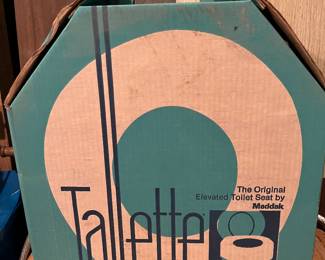 The Original
Elevated Toilet Seat by
Maddak
Tallette